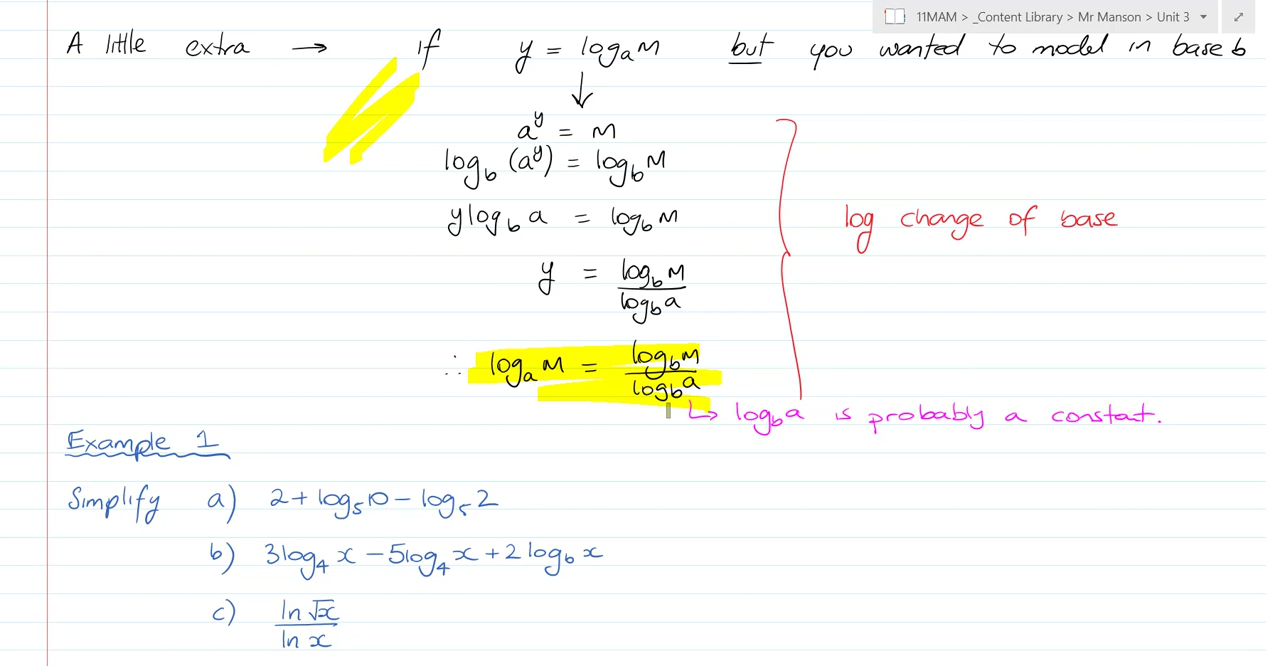 11MAM > _Content Library > Mr Manson > Unit 3
A little extra → If y = logₐM but you wanted to model in base b
↓
aʸ = M
log_b (aʸ) = log_b M
y log_b a = log_b M
log change of base
y = log_b M / log_b a
∴ logₐM = log_b M / log_b a
↳ log_b a is probably a constant.
Example 1
Simplify a) 2 + log₅10 − log₅2
b) 3log₄x − 5log₄x + 2log_b x
c) ln √x / ln x